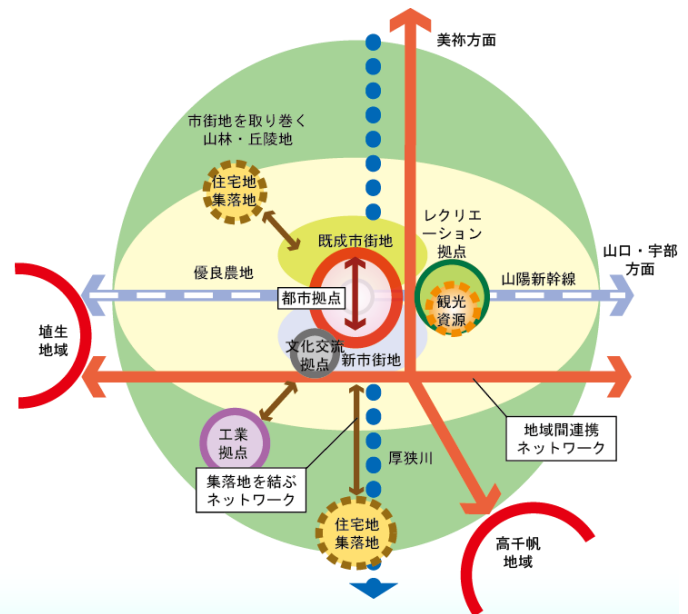 美祢方面
市街地を取り巻く
山林・丘陵地
住宅地
集落地
既成市街地
レクリエ
ーション
拠点
山口・宇部
方面
優良農地
山陽新幹線
都市拠点
観光
資源
埴生
地域
文化交流
拠点
新市街地
工業
拠点
地域間連携
ネットワーク
厚狭川
集落地を結ぶ
ネットワーク
住宅地
集落地
高千帆
地域